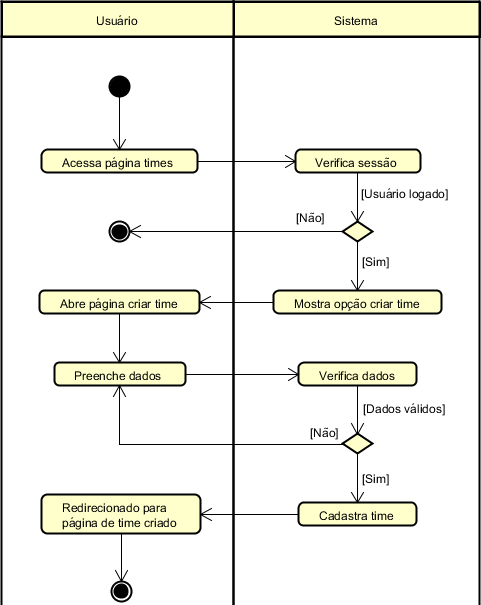 Usuário
Sistema
Acessa página times
Verifica sessão
[Usuário logado]
[Não]
[Sim]
Abre página criar time
Mostra opção criar time
Preenche dados
Verifica dados
[Dados válidos]
[Não]
[Sim]
Redirecionado para
página de time criado
Cadastra time